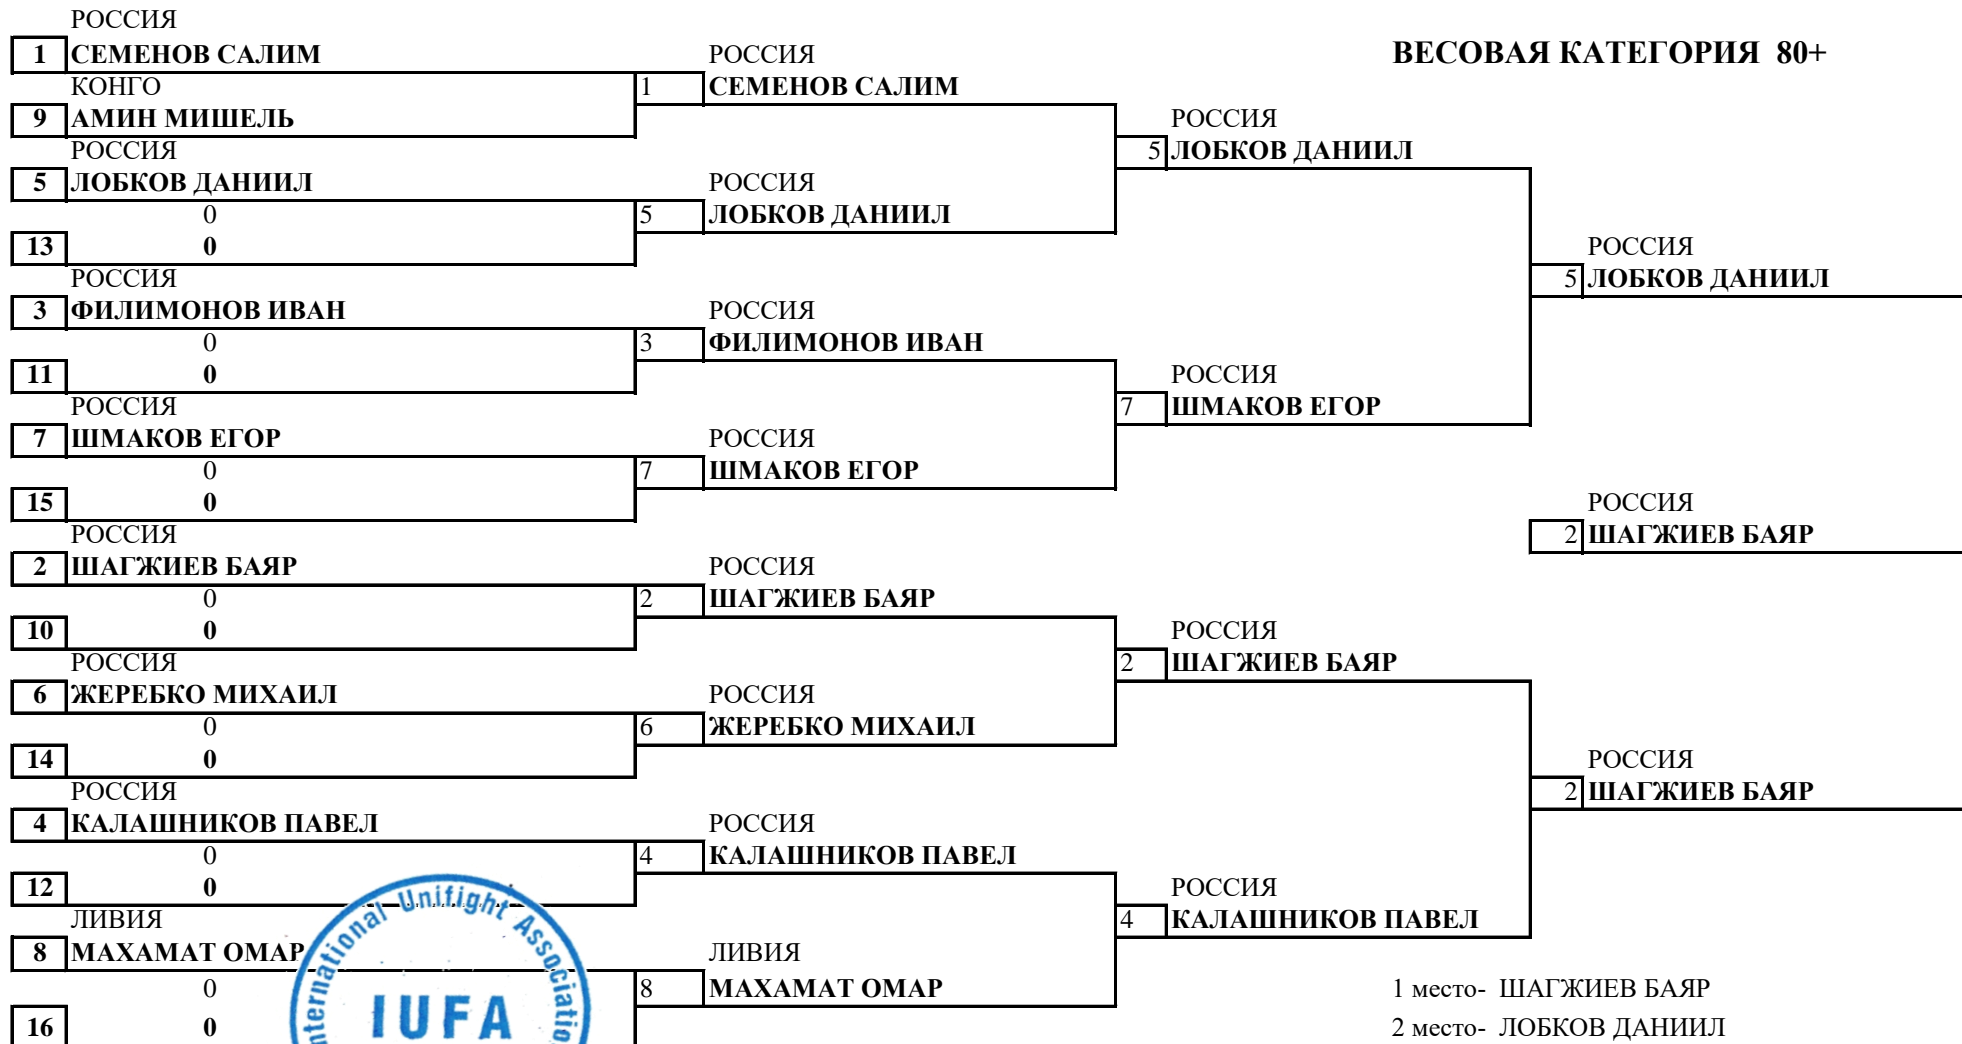 РОССИЯ
1 СЕМЕНОВ САЛИМ
КОНГО
9 АМИН МИШЕЛЬ
РОССИЯ
5 ЛОБКОВ ДАНИИЛ
0
13 0
РОССИЯ
3 ФИЛИМОНОВ ИВАН
0
11 0
РОССИЯ
7 ШМАКОВ ЕГОР
0
15 0
РОССИЯ
2 ШАГЖИЕВ БАЯР
0
10 0
РОССИЯ
6 ЖЕРЕБКО МИХАИЛ
0
14 0
РОССИЯ
4 КАЛАШНИКОВ ПАВЕЛ
0
12 0
ЛИВИЯ
8 МАХАМАТ ОМАР
0
16 0
РОССИЯ
1 СЕМЕНОВ САЛИМ
РОССИЯ
5 ЛОБКОВ ДАНИИЛ
РОССИЯ
3 ФИЛИМОНОВ ИВАН
РОССИЯ
7 ШМАКОВ ЕГОР
РОССИЯ
2 ШАГЖИЕВ БАЯР
РОССИЯ
6 ЖЕРЕБКО МИХАИЛ
РОССИЯ
4 КАЛАШНИКОВ ПАВЕЛ
ЛИВИЯ
8 МАХАМАТ ОМАР
РОССИЯ
5 ЛОБКОВ ДАНИИЛ
РОССИЯ
7 ШМАКОВ ЕГОР
РОССИЯ
2 ШАГЖИЕВ БАЯР
РОССИЯ
4 КАЛАШНИКОВ ПАВЕЛ
ВЕСОВАЯ КАТЕГОРИЯ 80+
РОССИЯ
5 ЛОБКОВ ДАНИИЛ
РОССИЯ
2 ШАГЖИЕВ БАЯР
РОССИЯ
2 ШАГЖИЕВ БАЯР
1 место- ШАГЖИЕВ БАЯР
2 место- ЛОБКОВ ДАНИИЛ
International Unifight Association
IUFA